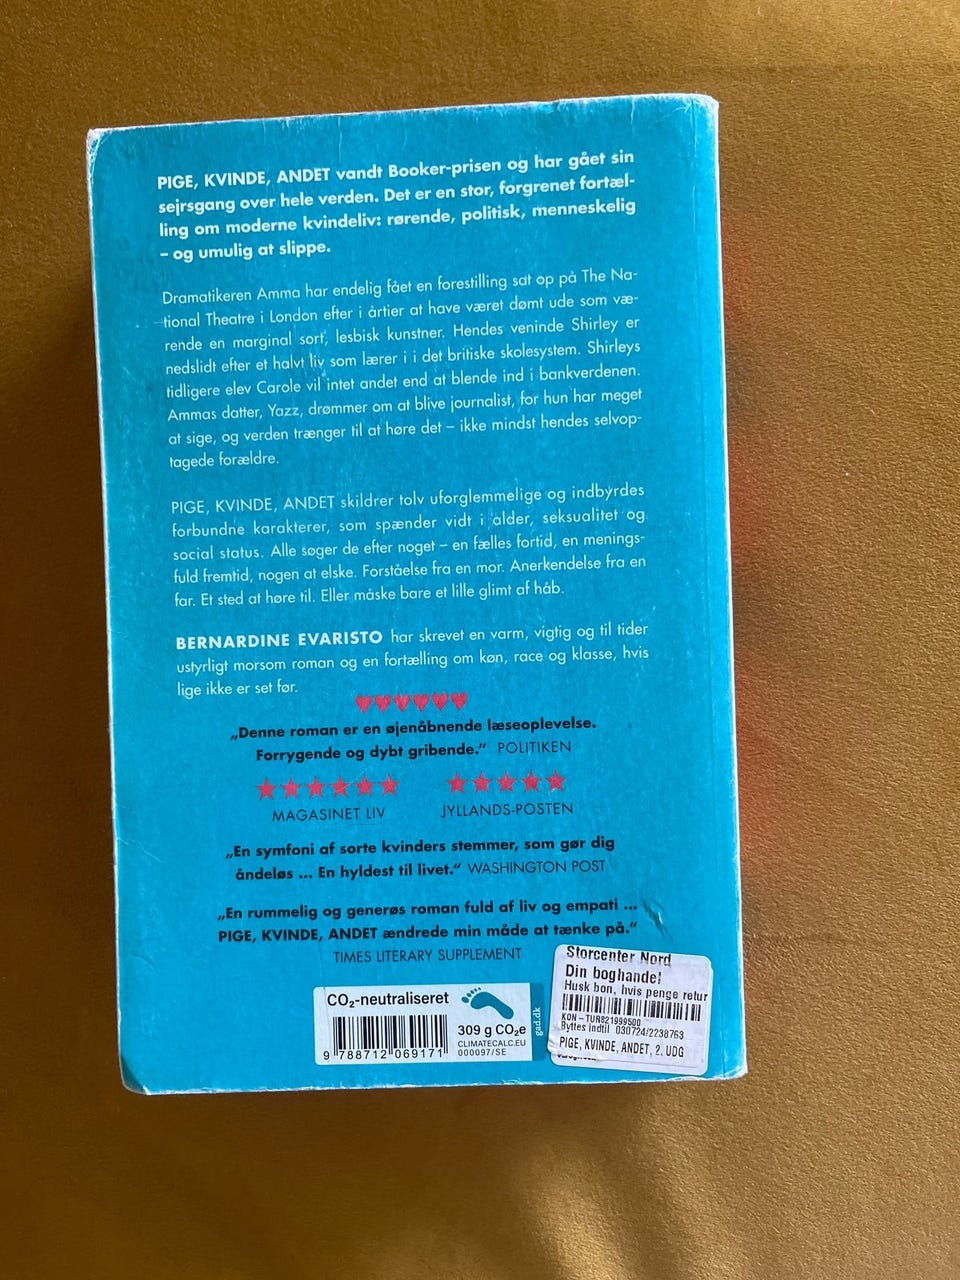 PIGE, KVINDE, ANDET vandt Booker-prisen og har gået sin
sejrsgang over hele verden. Det er en stor, forgrenet fortæl-
ling om moderne kvindeliv: rørende, politisk, menneskelig
– og umulig at slippe.
Dramatikeren Amma har endelig fået en forestilling sat op på The Na-
tional Theatre i London efter i årtier at have været dømt ude som væ-
rende en marginal sort, lesbisk kunstner. Hendes veninde Shirley er
nedslidt efter et halvt liv som lærer i i det britiske skolesystem. Shirleys
tidligere elev Carole vil intet andet end at blende ind i bankverdenen.
Ammas datter, Yazz, drømmer om at blive journalist, for hun har meget
at sige, og verden trænger til at høre det – ikke mindst hendes selvop-
tagede forældre.
PIGE, KVINDE, ANDET skildrer tolv uforglemmelige og indbyrdes
forbundne karakterer, som spænder vidt i alder, seksualitet og
social status. Alle søger de efter noget – en fælles fortid, en menings-
fuld fremtid, nogen at elske. Forståelse fra en mor. Anerkendelse fra en
far. Et sted at høre til. Eller måske bare et lille glimt af håb.
BERNARDINE EVARISTO har skrevet en varm, vigtig og til tider
ustyrligt morsom roman og en fortælling om køn, race og klasse, hvis
lige ikke er set før.
„Denne roman er en øjenåbnende læseoplevelse.
Forrygende og dybt gribende.“ POLITIKEN
MAGASINET LIV
JYLLANDS-POSTEN
„En symfoni af sorte kvinders stemmer, som gør dig
åndeløs ... En hyldest til livet.“ WASHINGTON POST
„En rummelig og generøs roman fuld af liv og empati ...
PIGE, KVINDE, ANDET ændrede min måde at tænke på.“
TIMES LITERARY SUPPLEMENT
CO₂-neutraliseret
309 g CO₂e
CLIMATECALC.EU
000097/SE
9 788712 069171
gad.dk
Storcenter Nord
Din boghandel
Husk bon, hvis penge retur
KON - TUR821999500
Byttes indtil 030724/2238763
PIGE, KVINDE, ANDET, 2. UDG